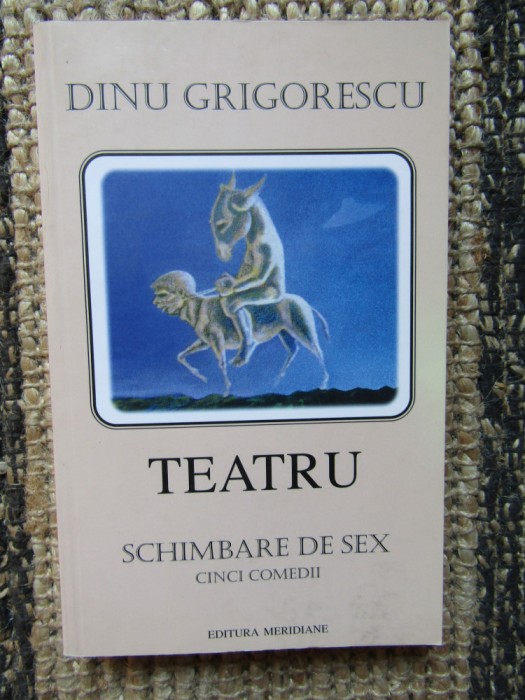 DINU GRIGORESCU
TEATRU
SCHIMBARE DE SEX
CINCI COMEDII
EDITURA MERIDIANE